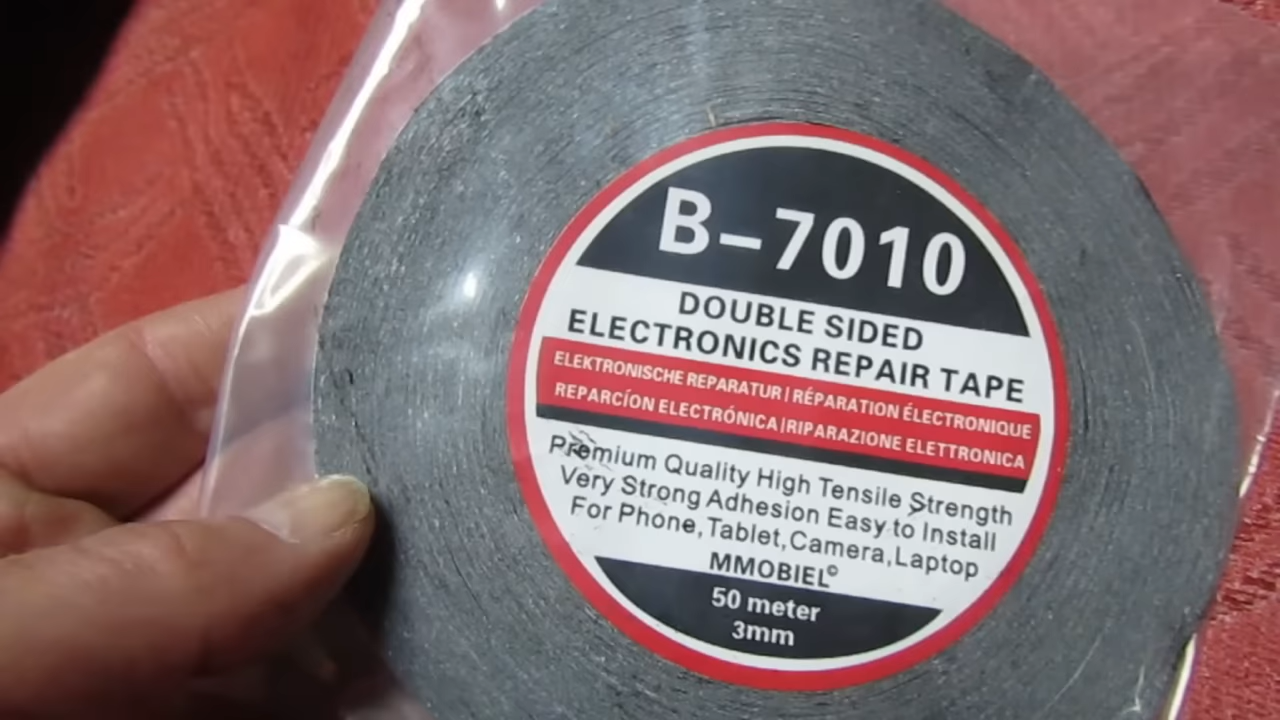 B-7010
DOUBLE SIDED
ELECTRONICS REPAIR TAPE
ELEKTRONISCHE REPARATUR | RÉPARATION ÉLECTRONIQUE
REPARCÍON ELECTRÓNICA | RIPARAZIONE ELETTRONICA
Premium Quality High Tensile Strength
Very Strong Adhesion Easy to Install
For Phone, Tablet, Camera, Laptop
MMOBIEL©
50 meter
3mm